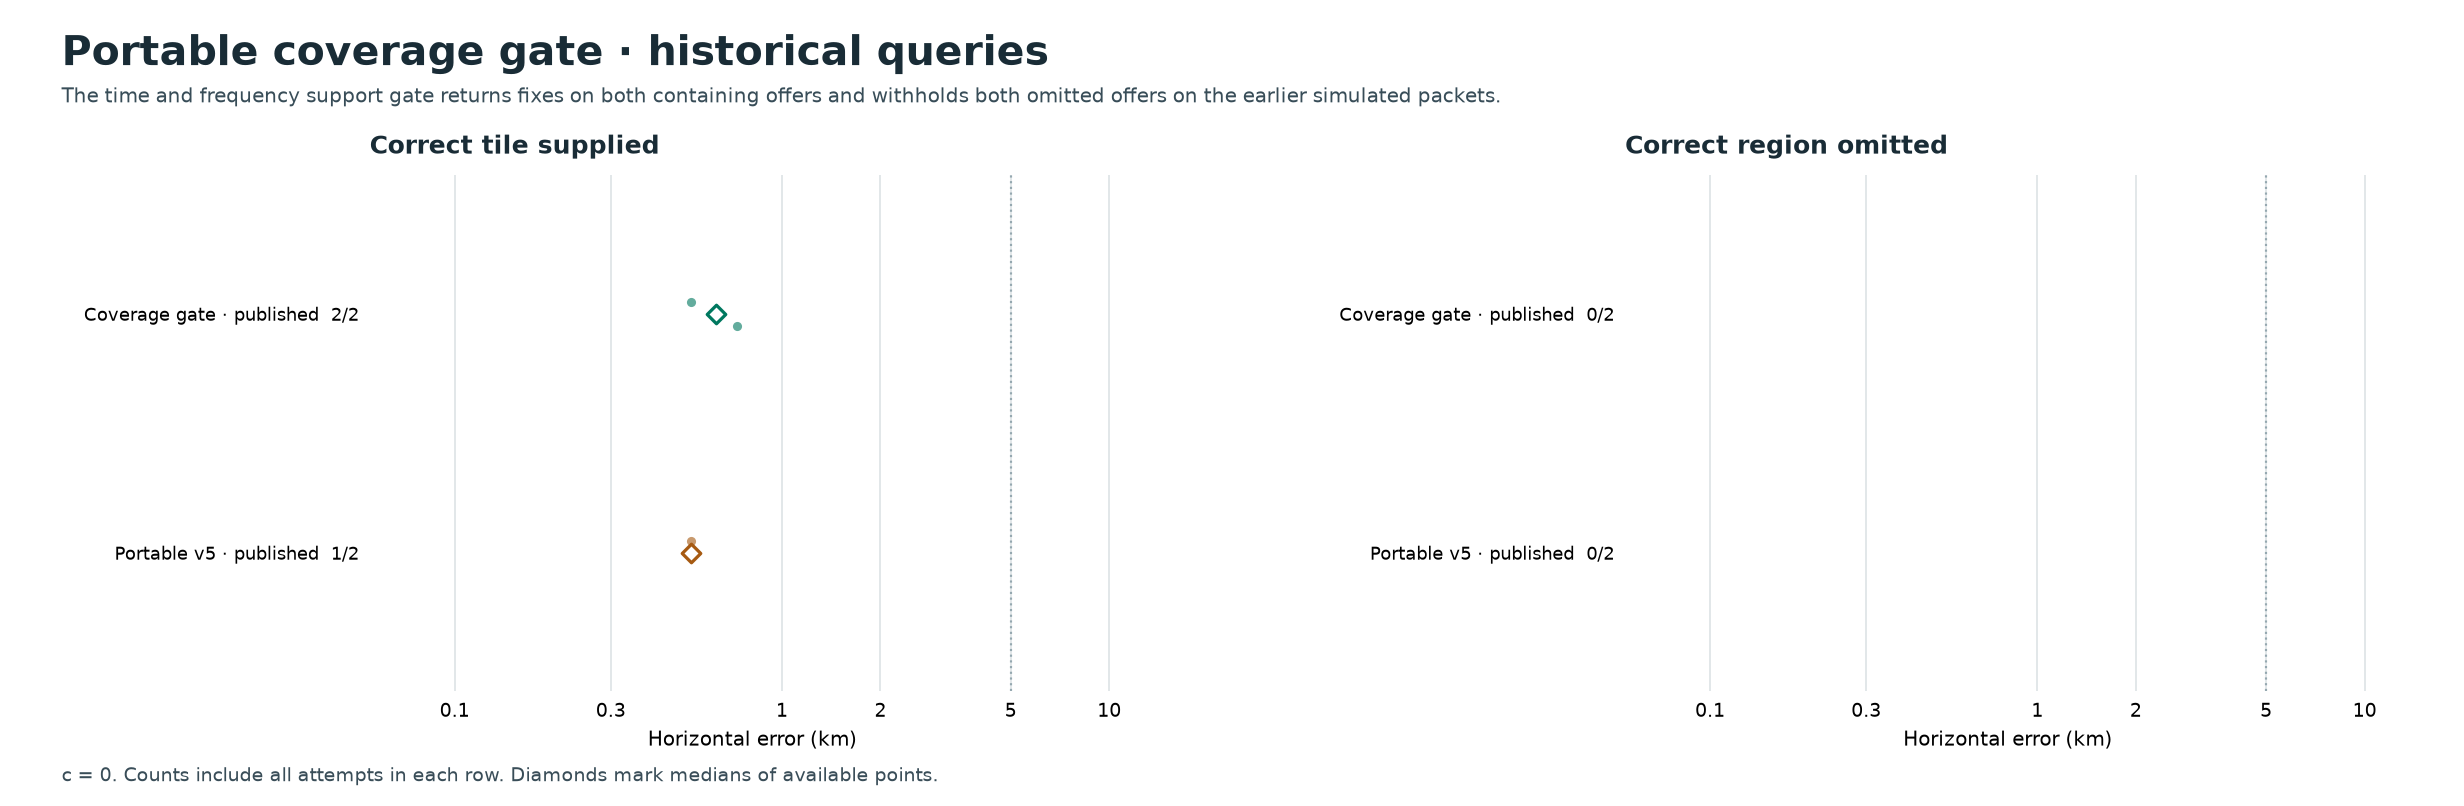 Portable coverage gate · historical queries
The time and frequency support gate returns fixes on both containing offers and withholds both omitted offers on the earlier simulated packets.
Correct tile supplied
Coverage gate · published 2/2
Portable v5 · published 1/2
0.1 0.3 1 2 5 10
Horizontal error (km)
Correct region omitted
Coverage gate · published 0/2
Portable v5 · published 0/2
0.1 0.3 1 2 5 10
Horizontal error (km)
c = 0. Counts include all attempts in each row. Diamonds mark medians of available points.